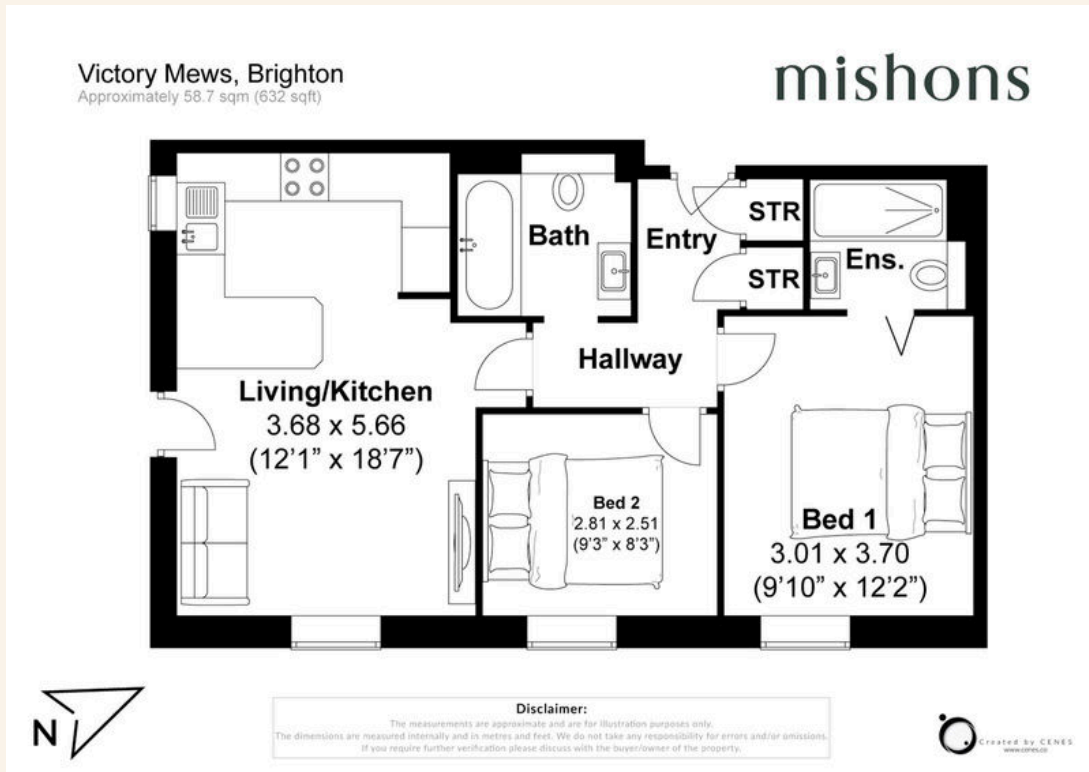 Victory Mews, Brighton
Approximately 58.7 sqm (632 sqft)
mishons
Bath
Entry
STR
STR
Ens.
Hallway
Living/Kitchen
3.68 x 5.66
(12'1" x 18'7")
Bed 2
2.81 x 2.51
(9'3" x 8'3")
Bed 1
3.01 x 3.70
(9'10" x 12'2")
N
Disclaimer:
The measurements are approximate and are for illustration purposes only.
The dimensions are measured internally and in metres and feet. We do not take any responsibility for errors and/or omissions.
If you require further verification please discuss with the buyer/owner of the property.
Created by CENES
www.cenes.co